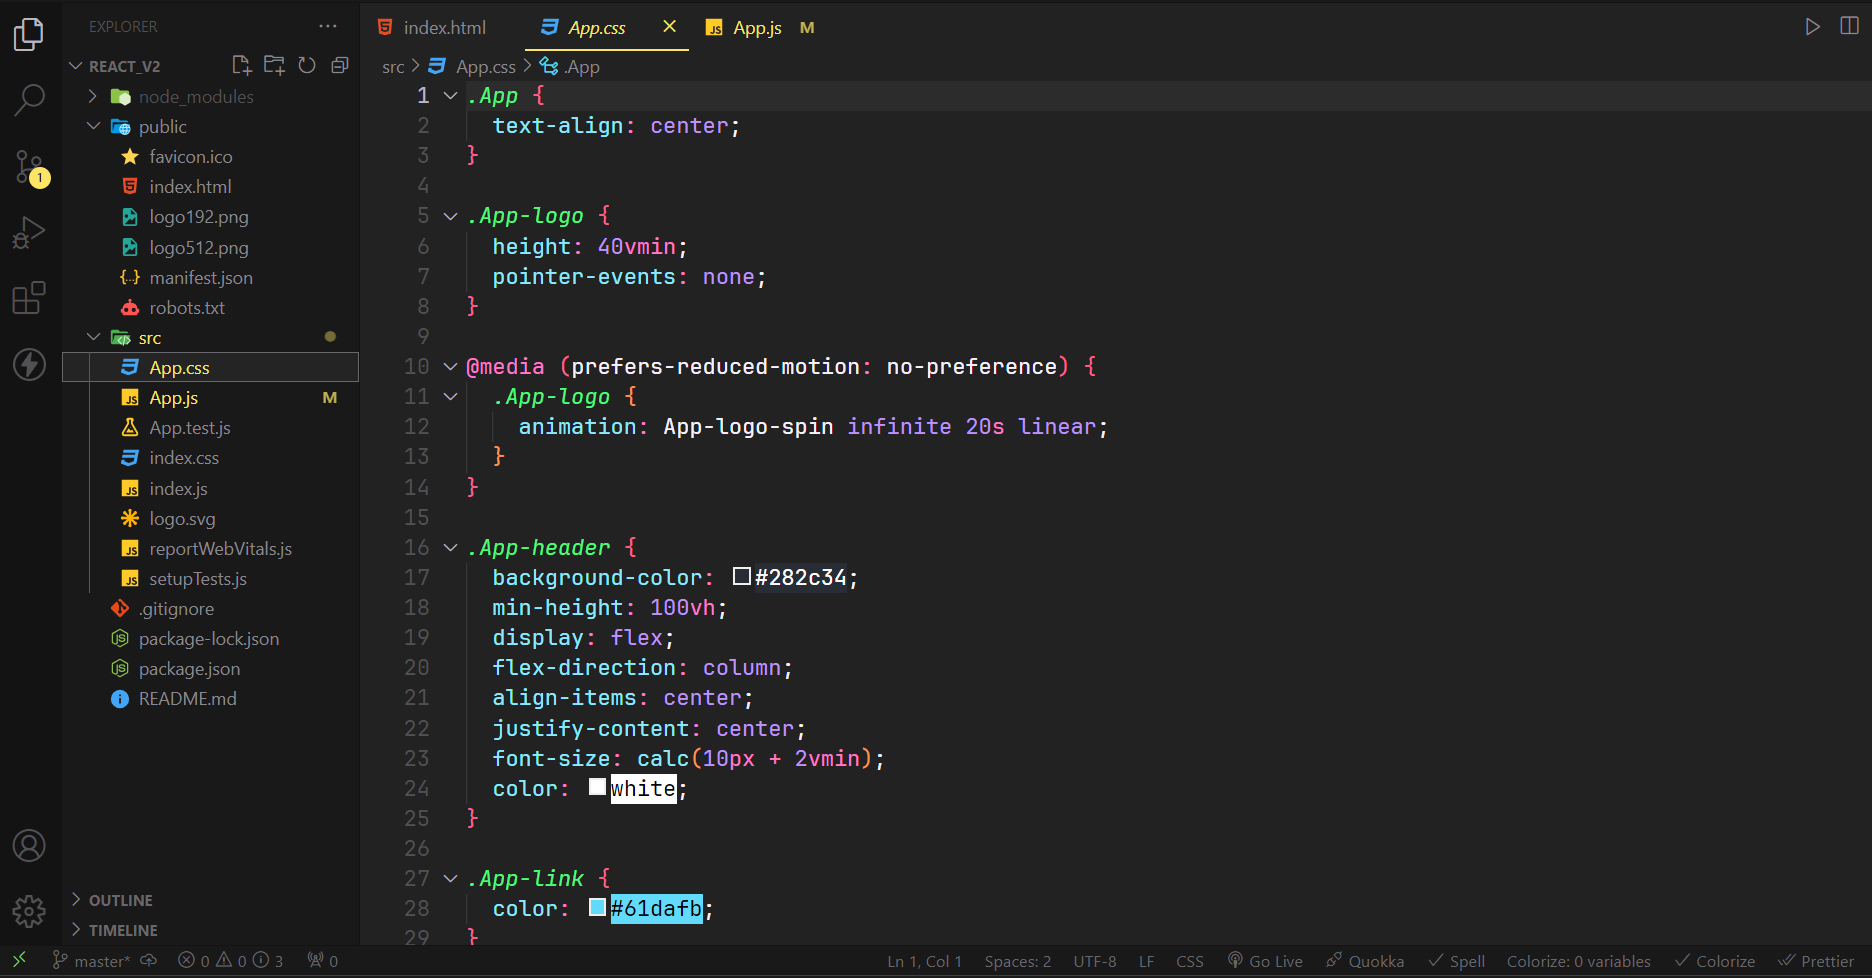 EXPLORER
REACT_V2
node_modules
public
favicon.ico
index.html
logo192.png
logo512.png
manifest.json
robots.txt
src
App.css
App.js M
App.test.js
index.css
index.js
logo.svg
reportWebVitals.js
setupTests.js
.gitignore
package-lock.json
package.json
README.md
OUTLINE
TIMELINE
1
index.html App.css App.js M
src App.css .App
1 .App {
2 text-align: center;
3 }
4
5 .App-logo {
6 height: 40vmin;
7 pointer-events: none;
8 }
9
10 @media (prefers-reduced-motion: no-preference) {
11 .App-logo {
12 animation: App-logo-spin infinite 20s linear;
13 }
14 }
15
16 .App-header {
17 background-color: #282c34;
18 min-height: 100vh;
19 display: flex;
20 flex-direction: column;
21 align-items: center;
22 justify-content: center;
23 font-size: calc(10px + 2vmin);
24 color: white;
25 }
26
27 .App-link {
28 color: #61dafb;
29 }
master* 0 0 3 0 Ln 1, Col 1 Spaces: 2 UTF-8 LF CSS Go Live Quokka Spell Colorize: 0 variables Colorize Prettier